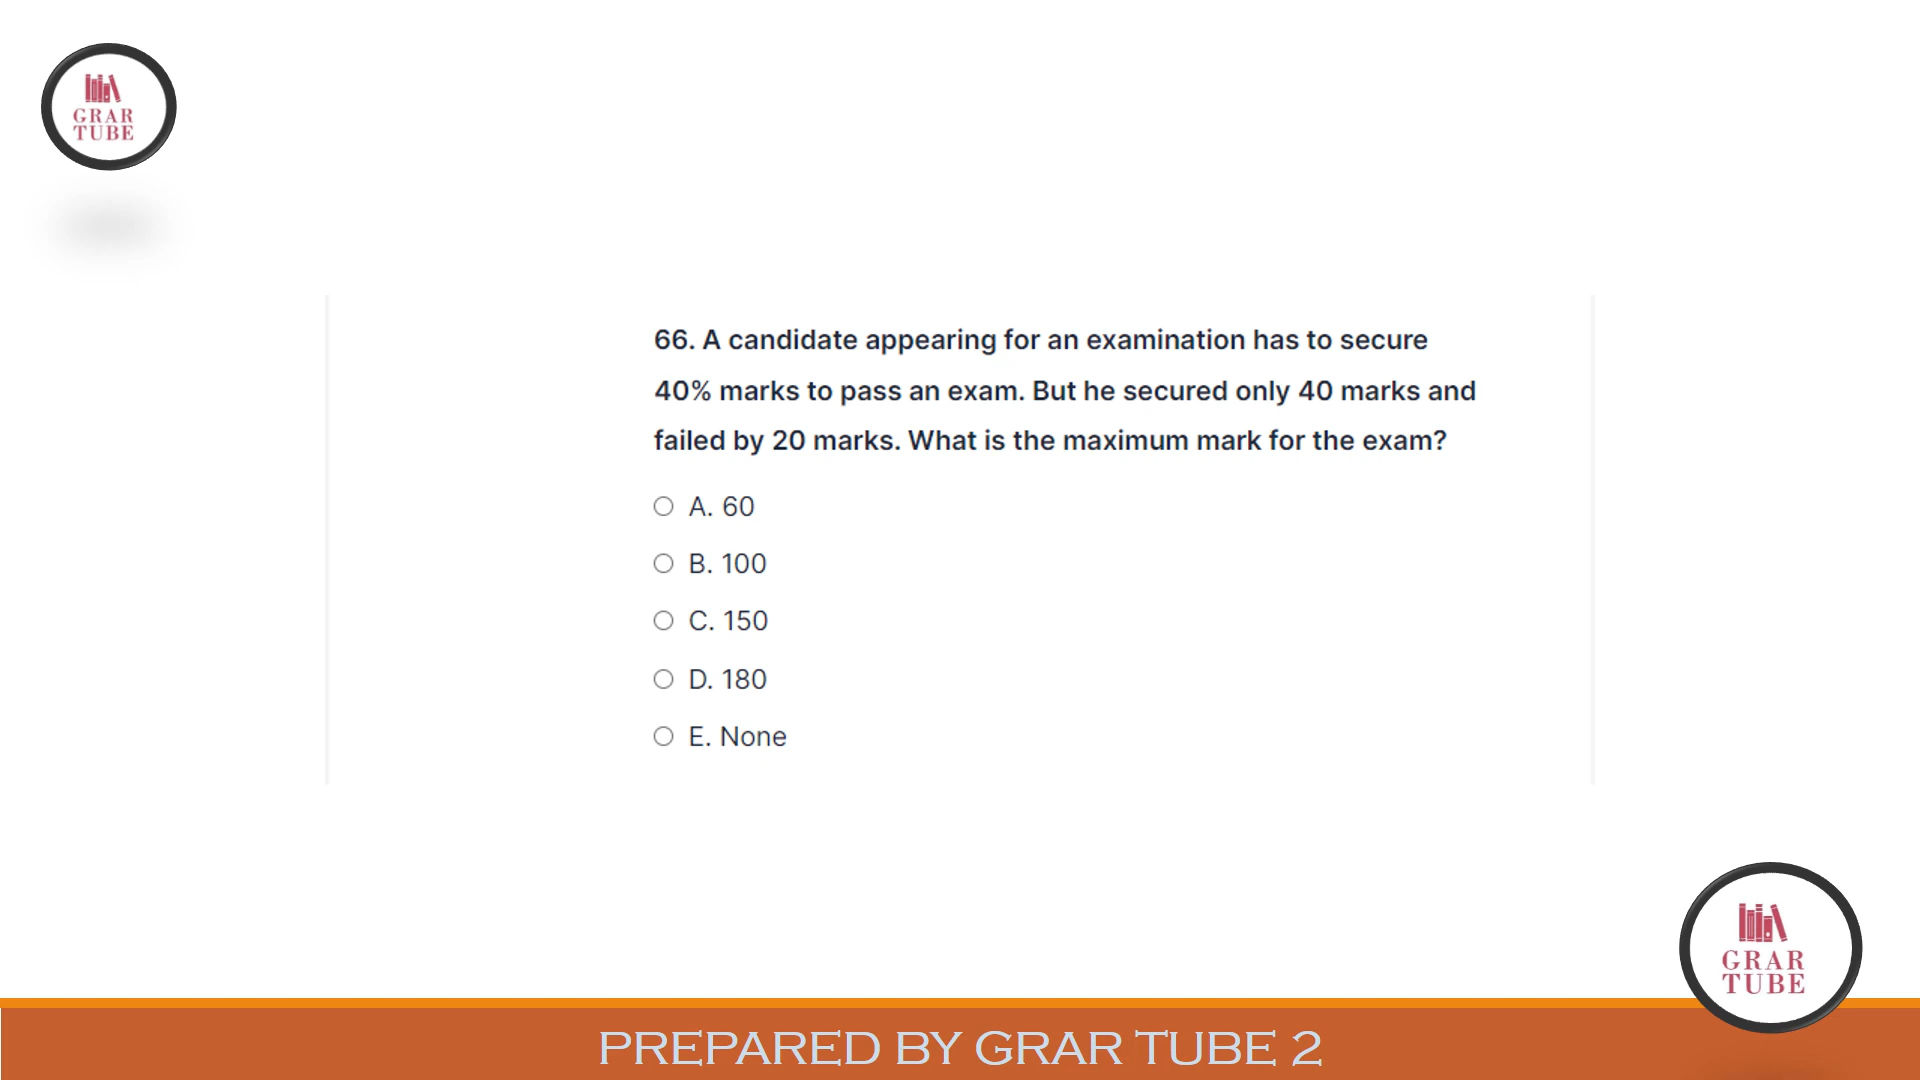 GRAR
TUBE
66. A candidate appearing for an examination has to secure
40% marks to pass an exam. But he secured only 40 marks and
failed by 20 marks. What is the maximum mark for the exam?
A. 60
B. 100
C. 150
D. 180
E. None
GRAR
TUBE
PREPARED BY GRAR TUBE 2